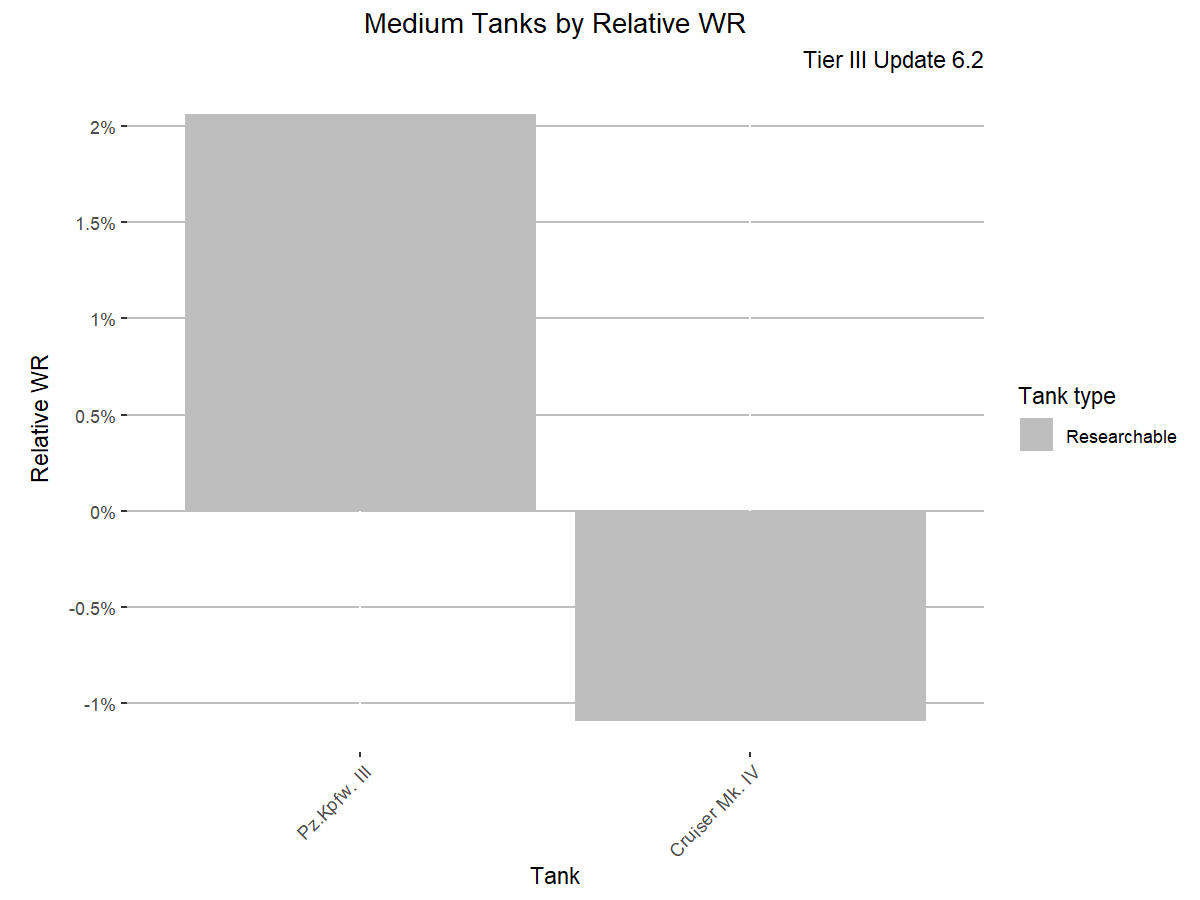 Medium Tanks by Relative WR
Tier III Update 6.2
2%
1.5%
1%
0.5%
0%
-0.5%
-1%
Relative WR
Pz.Kpfw. III
Cruiser Mk. IV
Tank
Tank type
Researchable